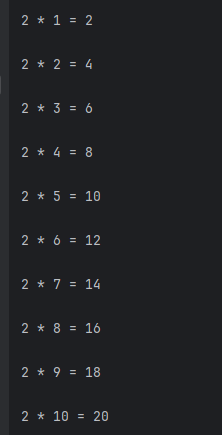 2 * 1 = 2
2 * 2 = 4
2 * 3 = 6
2 * 4 = 8
2 * 5 = 10
2 * 6 = 12
2 * 7 = 14
2 * 8 = 16
2 * 9 = 18
2 * 10 = 20